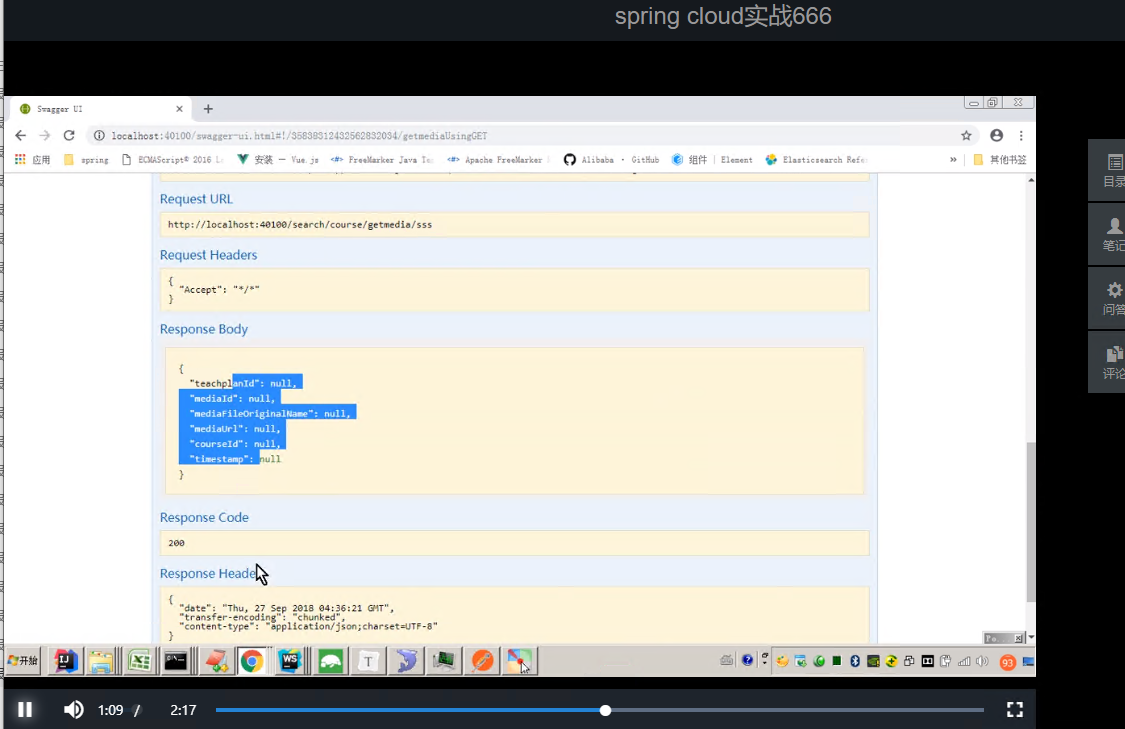 spring cloud实战666
Swagger UI
localhost:40100/swagger-ui.html#!/35838312432562832034/getmediaUsingGET
应用 spring ECMAScript® 2016 L 安装 — Vue.js FreeMarker Java Te Apache FreeMarker Alibaba · GitHub 组件 | Element Elasticsearch Refe » 其他书签
Request URL
http://localhost:40100/search/course/getmedia/sss
Request Headers
{
"Accept": "*/*"
}
Response Body
{
"teachplanId": null,
"mediaId": null,
"mediaFileOriginalName": null,
"mediaUrl": null,
"courseId": null,
"timestamp": null
}
Response Code
200
Response Heade
{
"date": "Thu, 27 Sep 2018 04:36:21 GMT",
"transfer-encoding": "chunked",
"content-type": "application/json;charset=UTF-8"
}
目录
笔记
问答
评论
开始
93
1:09 / 2:17